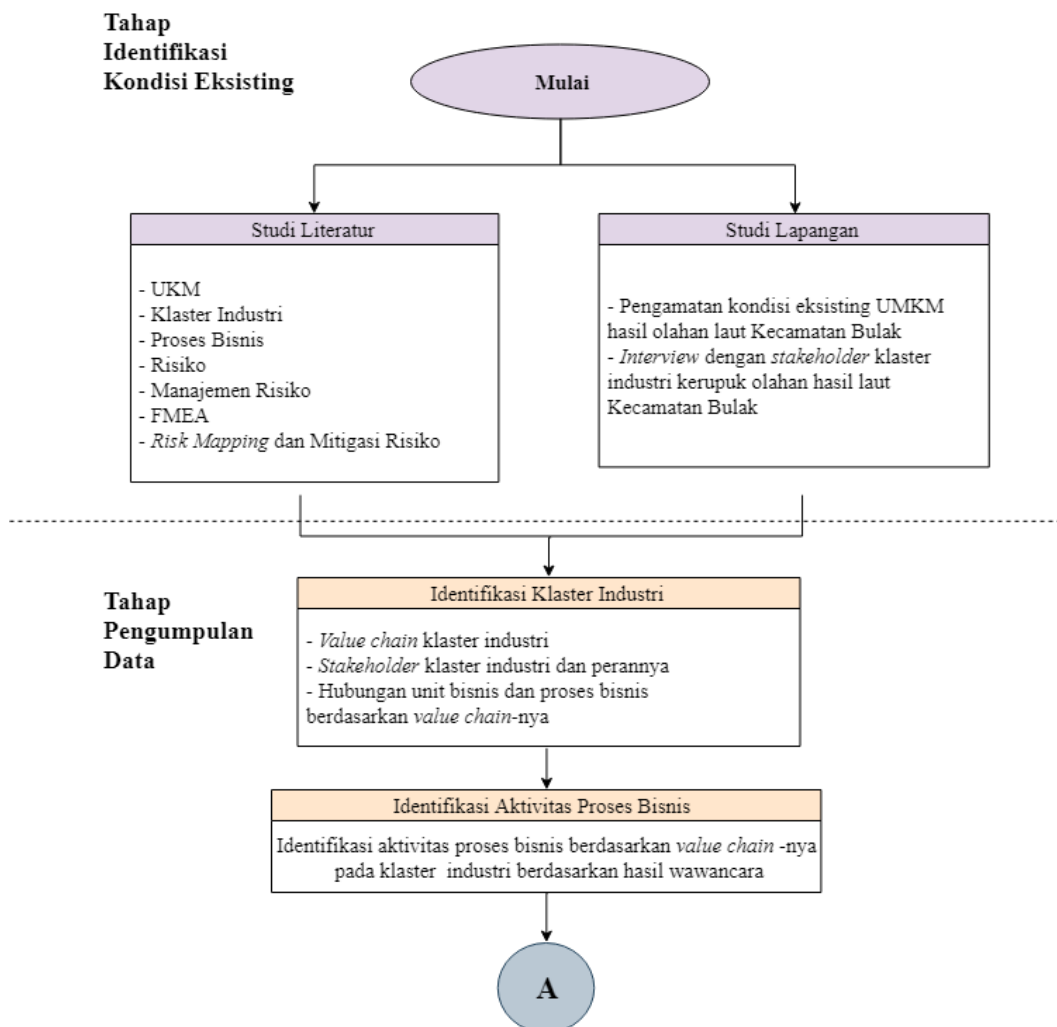 Tahap
Identifikasi
Kondisi Eksisting
Mulai
Studi Literatur
- UKM
- Klaster Industri
- Proses Bisnis
- Risiko
- Manajemen Risiko
- FMEA
- Risk Mapping dan Mitigasi Risiko
Studi Lapangan
- Pengamatan kondisi eksisting UMKM
hasil olahan laut Kecamatan Bulak
- Interview dengan stakeholder klaster
industri kerupuk olahan hasil laut
Kecamatan Bulak
Tahap
Pengumpulan
Data
Identifikasi Klaster Industri
- Value chain klaster industri
- Stakeholder klaster industri dan perannya
- Hubungan unit bisnis dan proses bisnis
berdasarkan value chain-nya
Identifikasi Aktivitas Proses Bisnis
Identifikasi aktivitas proses bisnis berdasarkan value chain -nya
pada klaster industri berdasarkan hasil wawancara
A